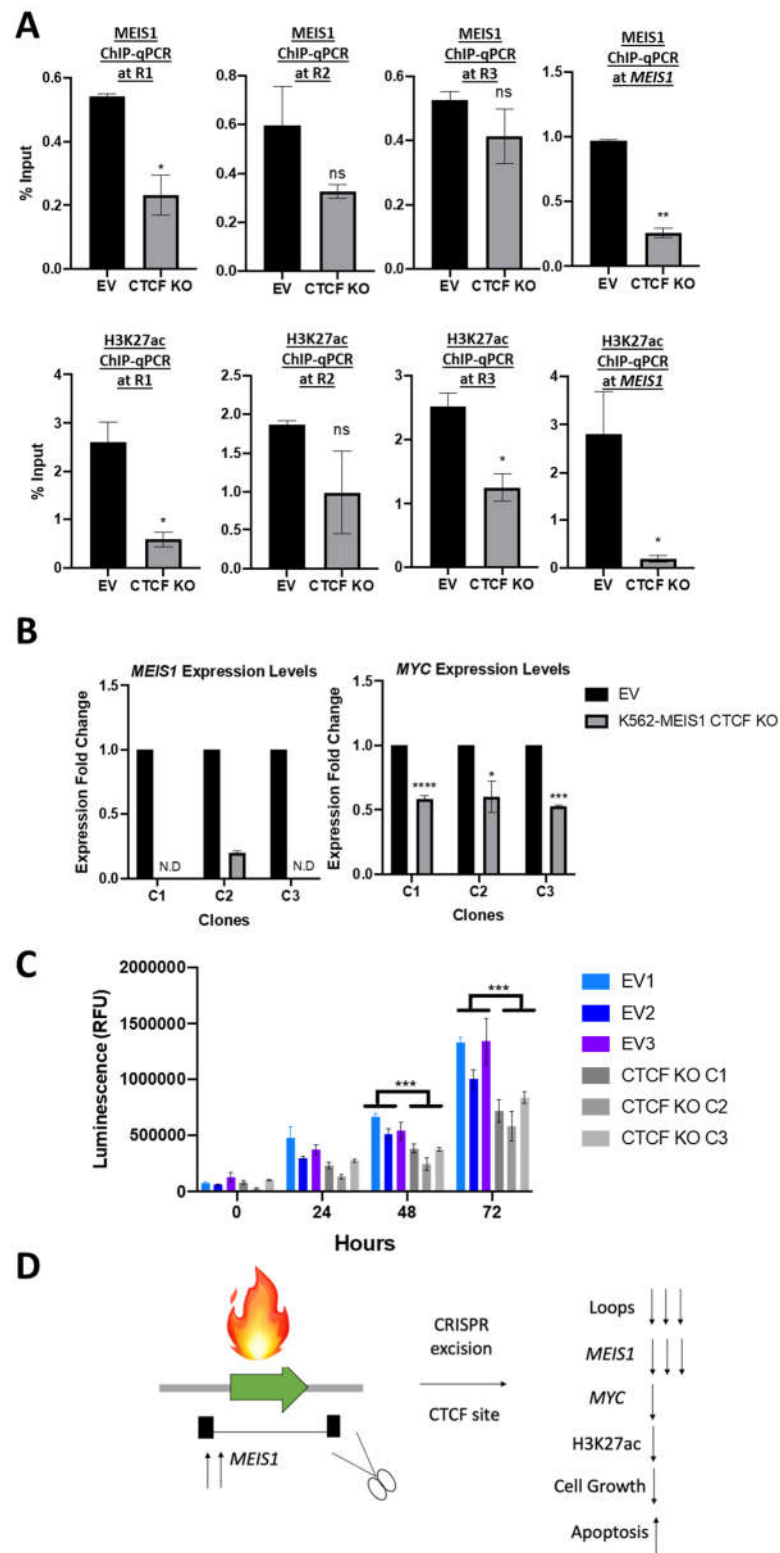 A
MEIS1
ChIP-qPCR
at R1
% Input
0.6
0.4
0.2
0.0
*
EV CTCF KO
MEIS1
ChIP-qPCR
at R2
0.8
0.6
0.4
0.2
0.0
ns
EV CTCF KO
MEIS1
ChIP-qPCR
at R3
0.6
0.4
0.2
0.0
ns
EV CTCF KO
MEIS1
ChIP-qPCR
at MEIS1
1.5
1.0
0.5
0.0
**
EV CTCF KO
H3K27ac
ChIP-qPCR
at R1
% Input
4
3
2
1
0
*
EV CTCF KO
H3K27ac
ChIP-qPCR
at R2
2.5
2.0
1.5
1.0
0.5
0.0
ns
EV CTCF KO
H3K27ac
ChIP-qPCR
at R3
3
2
1
0
*
EV CTCF KO
H3K27ac
ChIP-qPCR
at MEIS1
5
4
3
2
1
0
*
EV CTCF KO
B
MEIS1 Expression Levels
Expression Fold Change
1.5
1.0
0.5
0.0
N.D
N.D
C1 C2 C3
Clones
MYC Expression Levels
Expression Fold Change
1.5
1.0
0.5
0.0
****
*
***
C1 C2 C3
Clones
EV
K562-MEIS1 CTCF KO
C
Luminescence (RFU)
2000000
1500000
1000000
500000
0
***
***
0 24 48 72
Hours
EV1
EV2
EV3
CTCF KO C1
CTCF KO C2
CTCF KO C3
D
MEIS1
CRISPR
excision
CTCF site
Loops
MEIS1
MYC
H3K27ac
Cell Growth
Apoptosis